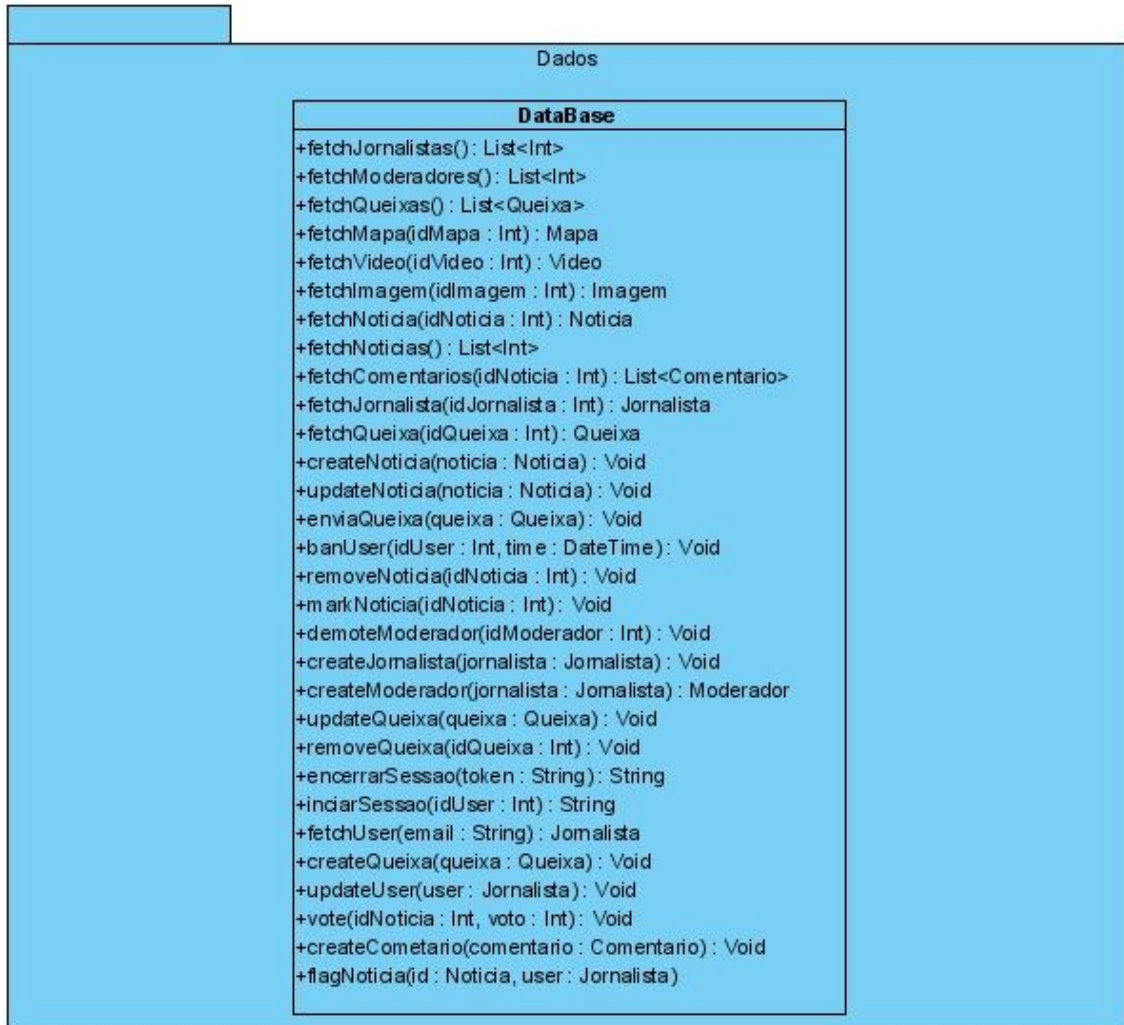 Dados
DataBase
+fetchJornalistas() : List<Int>
+fetchModeradores() : List<Int>
+fetchQueixas() : List<Queixa>
+fetchMapa(idMapa : Int) : Mapa
+fetchVideo(idVideo : Int) : Video
+fetchImagem(idImagem : Int) : Imagem
+fetchNoticia(idNoticia : Int) : Noticia
+fetchNoticias() : List<Int>
+fetchComentarios(idNoticia : Int) : List<Comentario>
+fetchJornalista(idJornalista : Int) : Jornalista
+fetchQueixa(idQueixa : Int) : Queixa
+createNoticia(noticia : Noticia) : Void
+updateNoticia(noticia : Noticia) : Void
+enviaQueixa(queixa : Queixa) : Void
+banUser(idUser : Int, time : DateTime) : Void
+removeNoticia(idNoticia : Int) : Void
+markNoticia(idNoticia : Int) : Void
+demoteModerador(idModerador : Int) : Void
+createJornalista(jornalista : Jornalista) : Void
+createModerador(jornalista : Jornalista) : Moderador
+updateQueixa(queixa : Queixa) : Void
+removeQueixa(idQueixa : Int) : Void
+encerrarSessao(token : String) : String
+inciarSessao(idUser : Int) : String
+fetchUser(email : String) : Jornalista
+createQueixa(queixa : Queixa) : Void
+updateUser(user : Jornalista) : Void
+vote(idNoticia : Int, voto : Int) : Void
+createCometario(comentario : Comentario) : Void
+flagNoticia(id : Noticia, user : Jornalista)